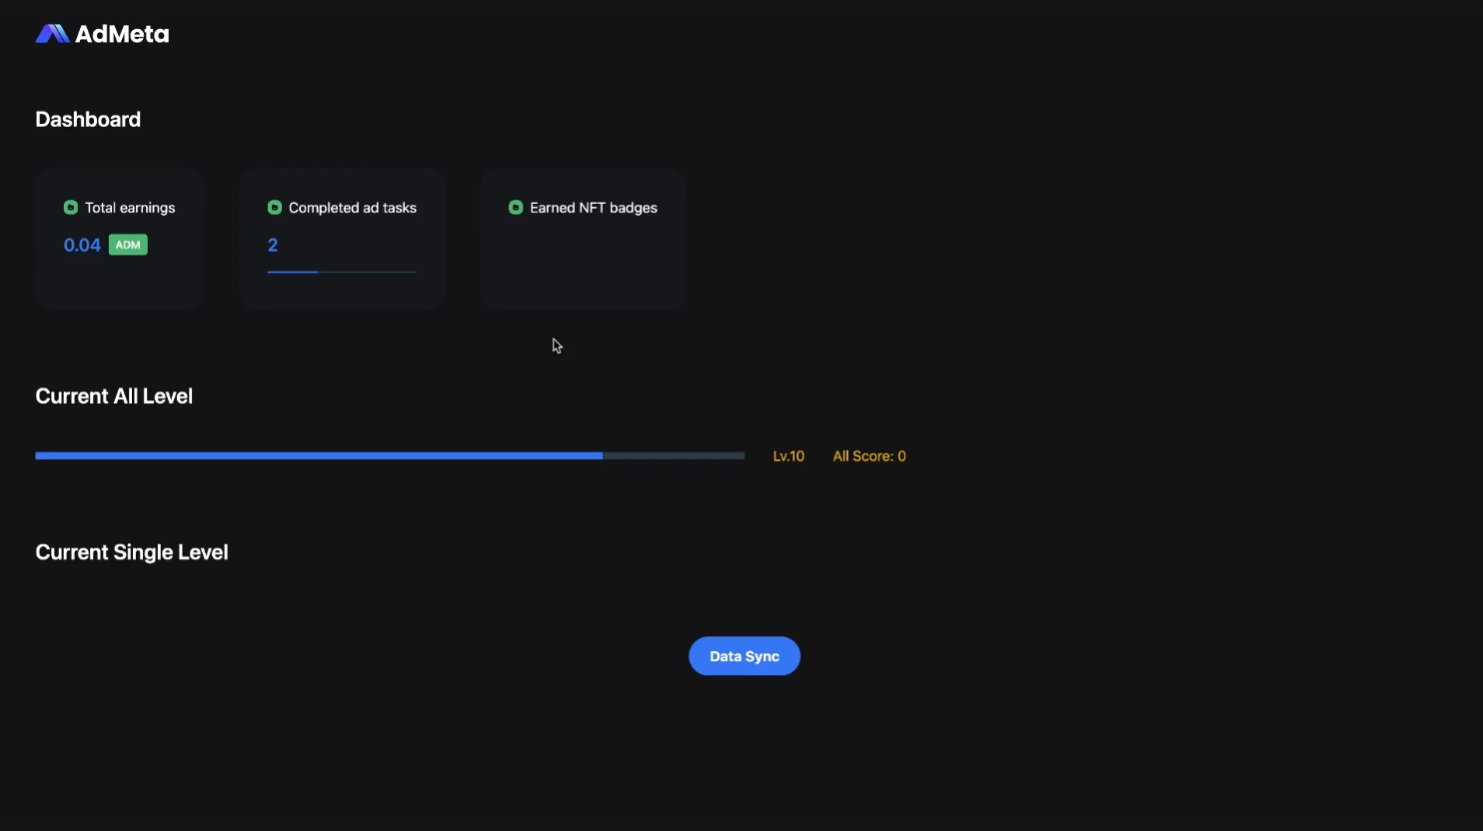 AdMeta
Dashboard
Total earnings
0.04 ADM
Completed ad tasks
2
Earned NFT badges
Current All Level
Lv.10 All Score: 0
Current Single Level
Data Sync